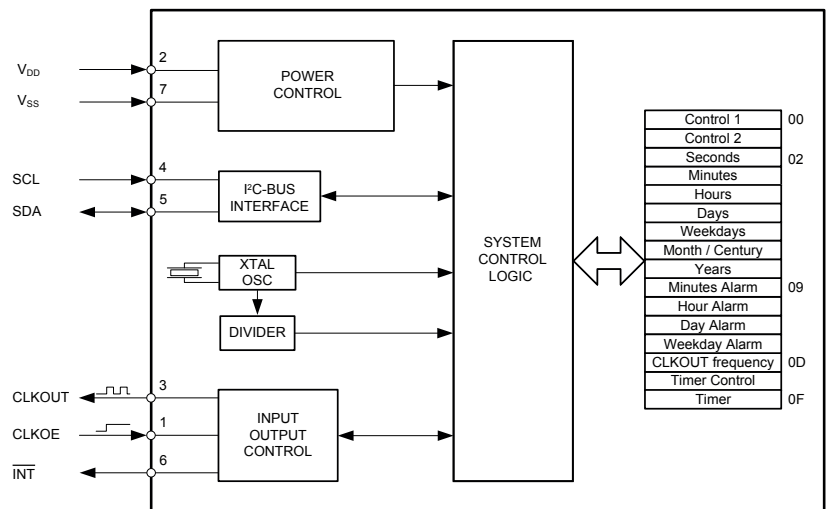 V_DD
2
V_SS
7
POWER
CONTROL
SCL
4
SDA
5
I²C-BUS
INTERFACE
XTAL
OSC
DIVIDER
CLKOUT
3
CLKOE
1
INT
6
INPUT
OUTPUT
CONTROL
SYSTEM
CONTROL
LOGIC
Control 1 00
Control 2
Seconds 02
Minutes
Hours
Days
Weekdays
Month / Century
Years
Minutes Alarm 09
Hour Alarm
Day Alarm
Weekday Alarm
CLKOUT frequency 0D
Timer Control
Timer 0F